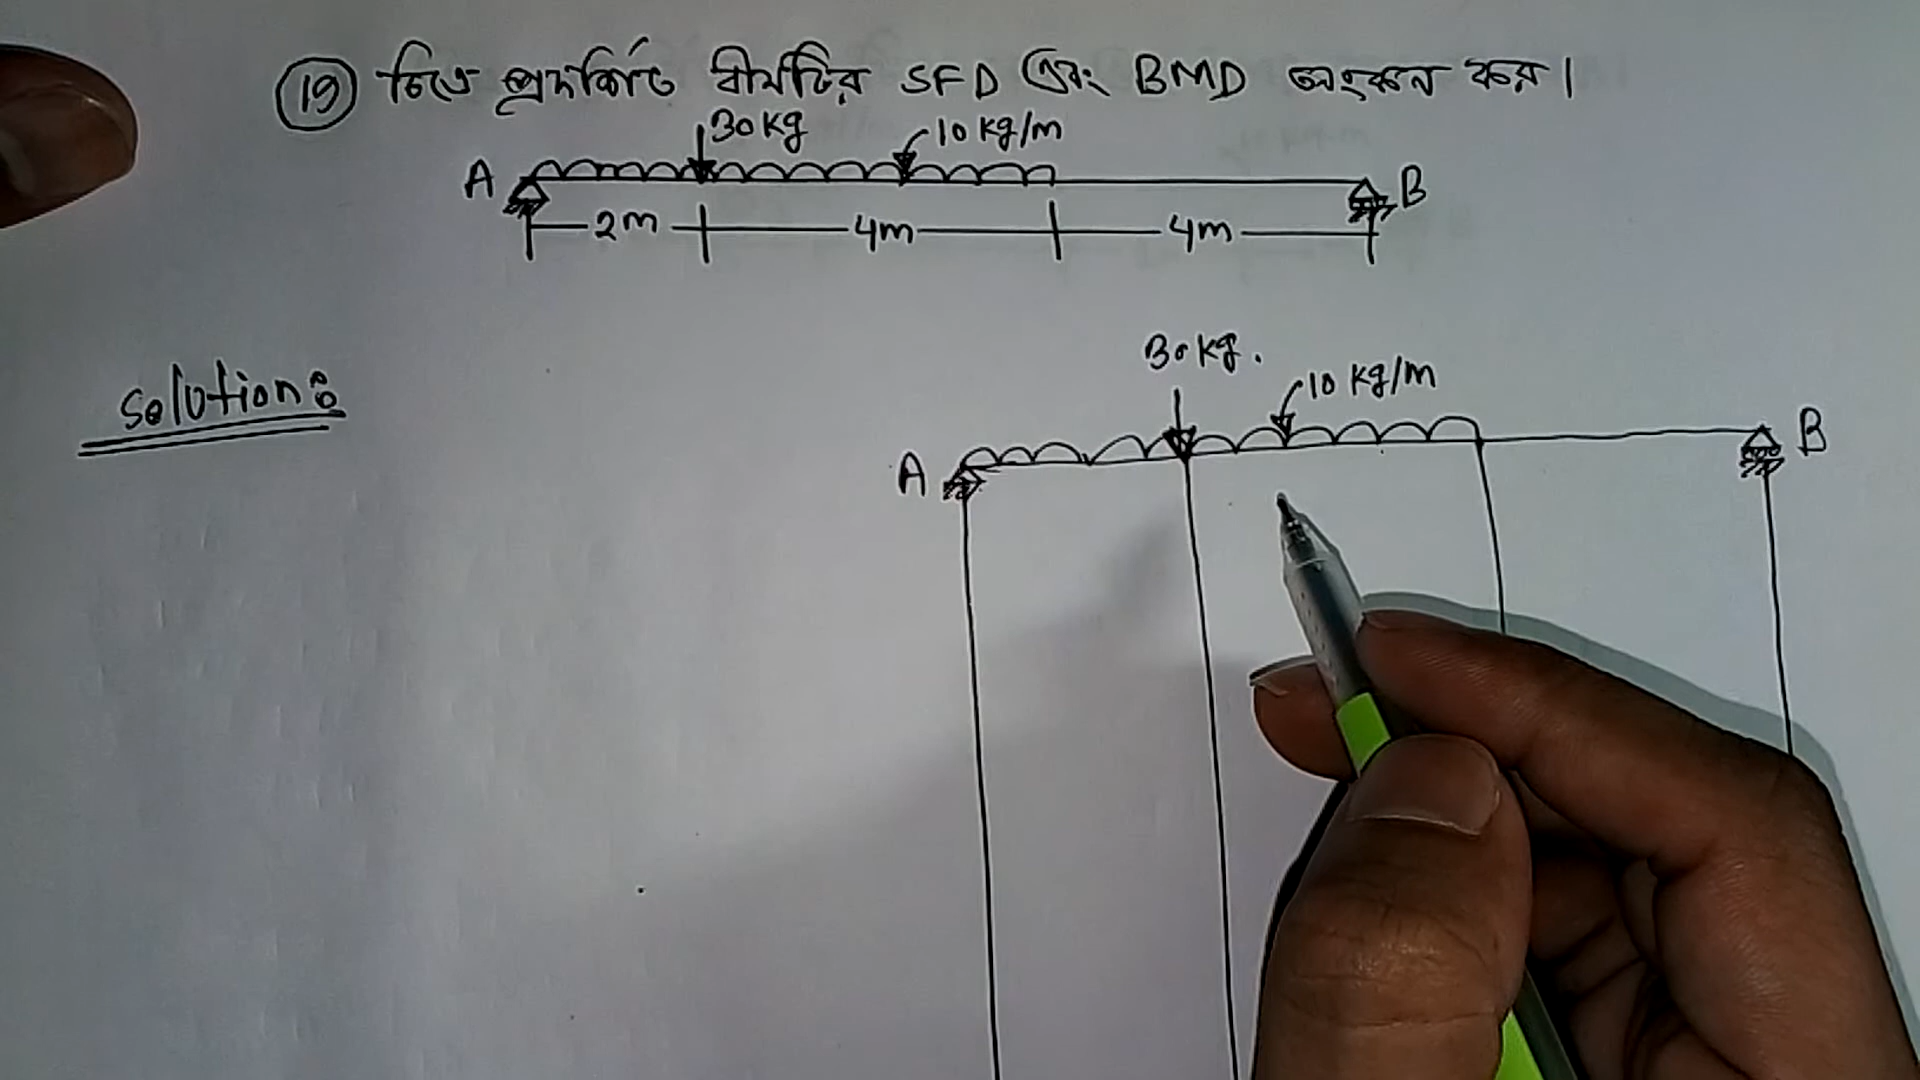 19 চিত্রে প্রদর্শিত বীমটির SFD এবং BMD অংকন কর।
30 kg 10 kg/m
A B
2m 4m 4m
Solution:
30 kg. 10 kg/m
A B